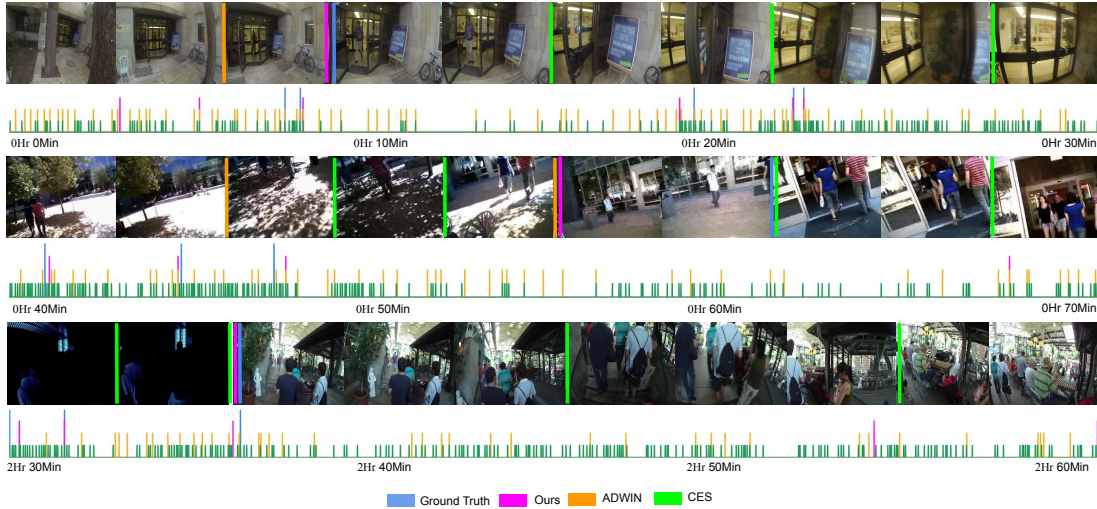 0Hr 0Min 0Hr 10Min 0Hr 20Min 0Hr 30Min
0Hr 40Min 0Hr 50Min 0Hr 60Min 0Hr 70Min
2Hr 30Min 2Hr 40Min 2Hr 50Min 2Hr 60Min
Ground Truth Ours ADWIN CES